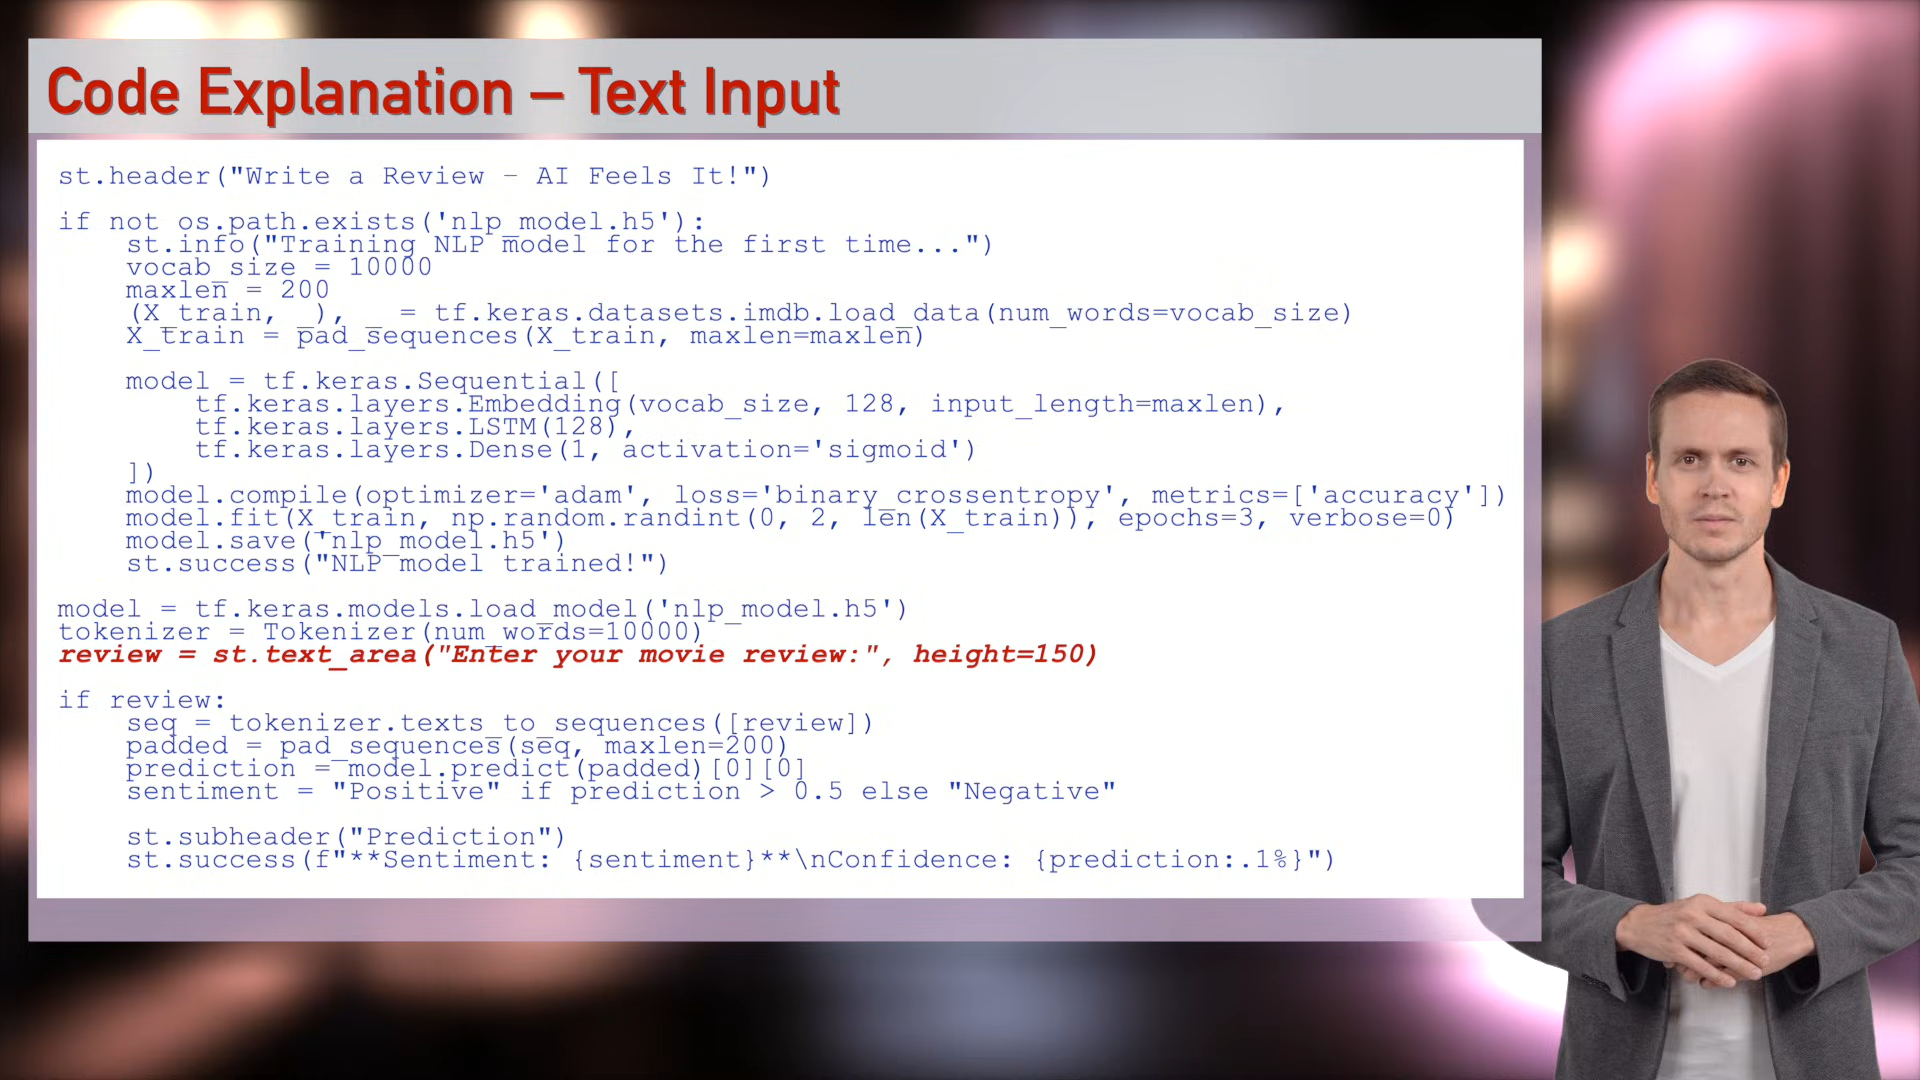 Code Explanation – Text Input
st.header("Write a Review – AI Feels It!")
if not os.path.exists('nlp_model.h5'):
st.info("Training NLP model for the first time...")
vocab_size = 10000
maxlen = 200
(X_train, _), _ = tf.keras.datasets.imdb.load_data(num_words=vocab_size)
X_train = pad_sequences(X_train, maxlen=maxlen)
model = tf.keras.Sequential([
tf.keras.layers.Embedding(vocab_size, 128, input_length=maxlen),
tf.keras.layers.LSTM(128),
tf.keras.layers.Dense(1, activation='sigmoid')
])
model.compile(optimizer='adam', loss='binary_crossentropy', metrics=['accuracy'])
model.fit(X_train, np.random.randint(0, 2, len(X_train)), epochs=3, verbose=0)
model.save('nlp_model.h5')
st.success("NLP model trained!")
model = tf.keras.models.load_model('nlp_model.h5')
tokenizer = Tokenizer(num_words=10000)
review = st.text_area("Enter your movie review:", height=150)
if review:
seq = tokenizer.texts_to_sequences([review])
padded = pad_sequences(seq, maxlen=200)
prediction = model.predict(padded)[0][0]
sentiment = "Positive" if prediction > 0.5 else "Negative"
st.subheader("Prediction")
st.success(f"**Sentiment: {sentiment}**\nConfidence: {prediction:.1%}")